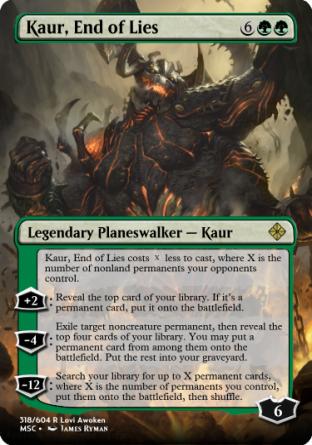 Kaur, End of Lies 6
Legendary Planeswalker — Kaur
Kaur, End of Lies costs X less to cast, where X is the
number of nonland permanents your opponents
control.
+2: Reveal the top card of your library. If it's a
permanent card, put it onto the battlefield.
-4: Exile target noncreature permanent, then reveal the
top four cards of your library. You may put a
permanent card from among them onto the
battlefield. Put the rest into your graveyard.
-12: Search your library for up to X permanent cards,
where X is the number of permanents you control,
put them onto the battlefield, then shuffle.
6
318/604 R Lovi Awoken
MSC • James Ryman